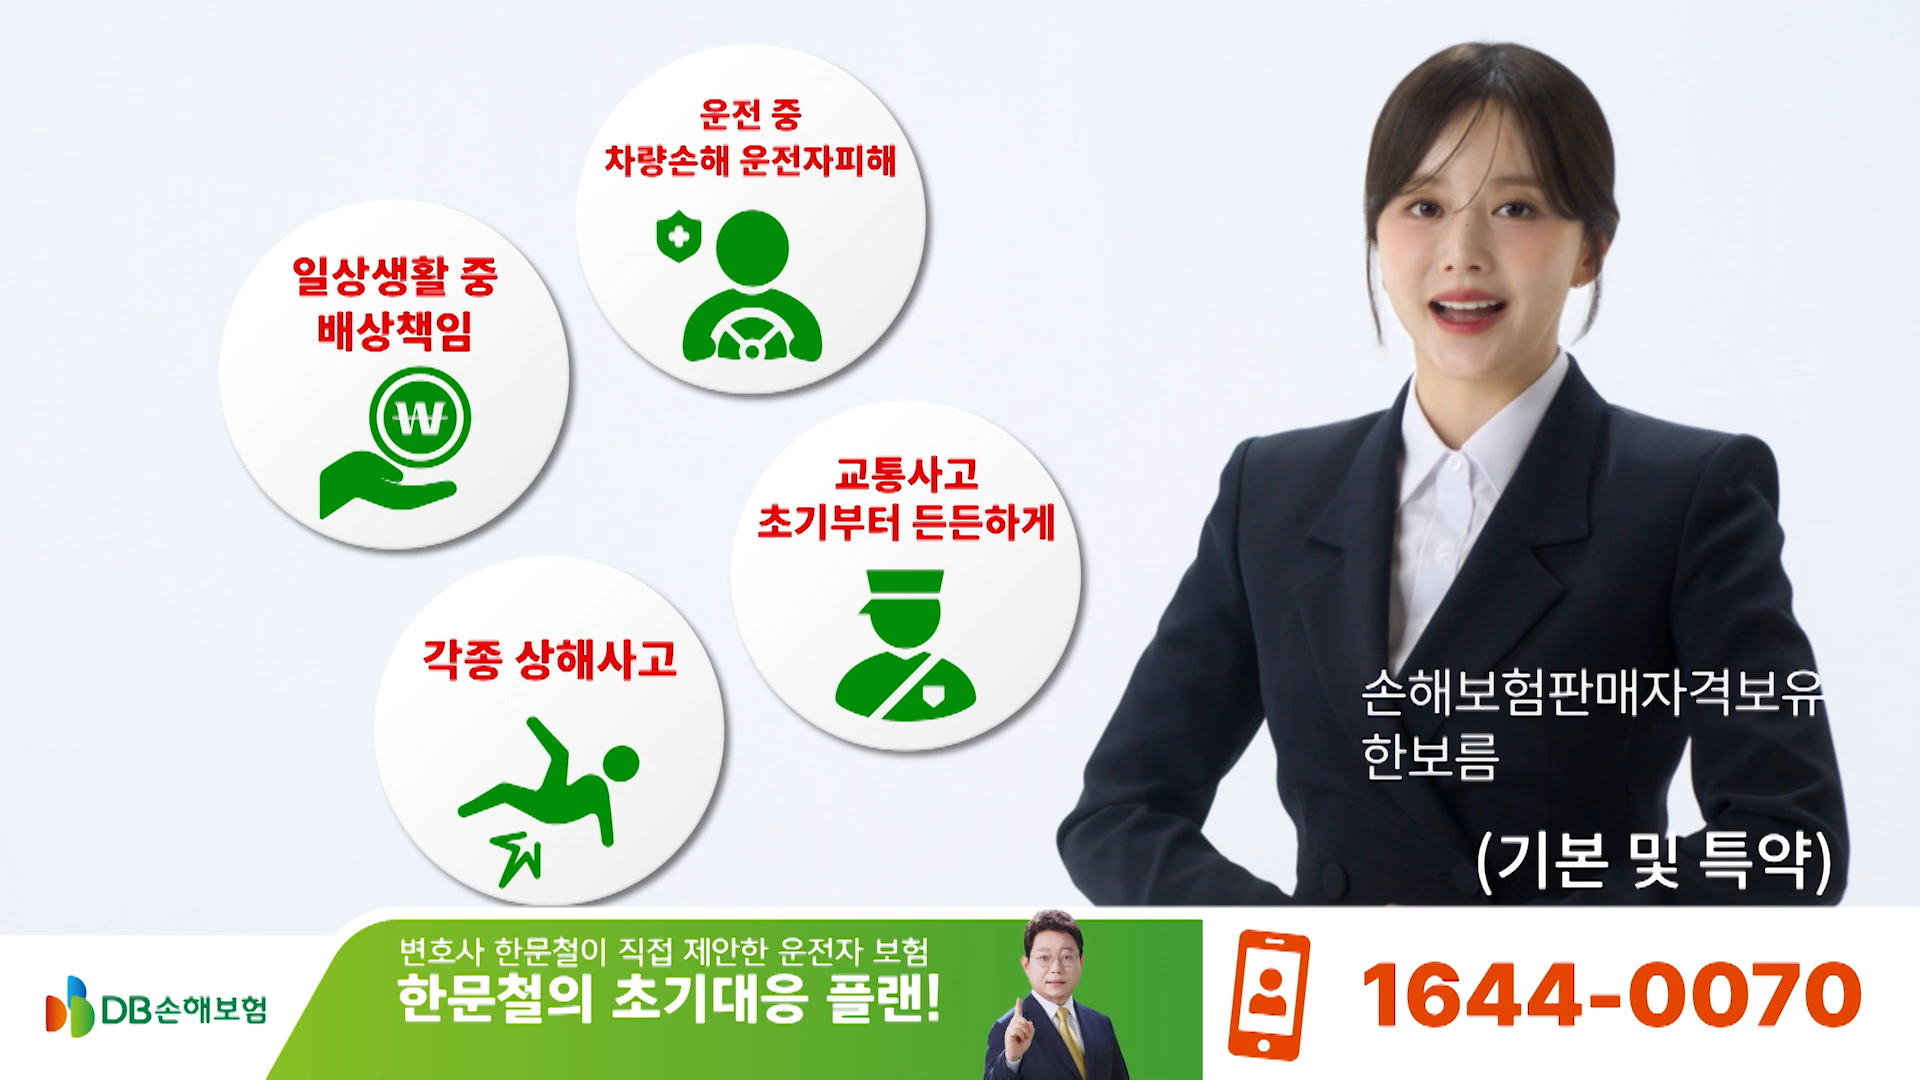 운전 중
차량손해 운전자피해
일상생활 중
배상책임
W
교통사고
초기부터 든든하게
각종 상해사고
손해보험판매자격보유
한보름
(기본 및 특약)
DB손해보험
변호사 한문철이 직접 제안한 운전자 보험
한문철의 초기대응 플랜!
1644-0070